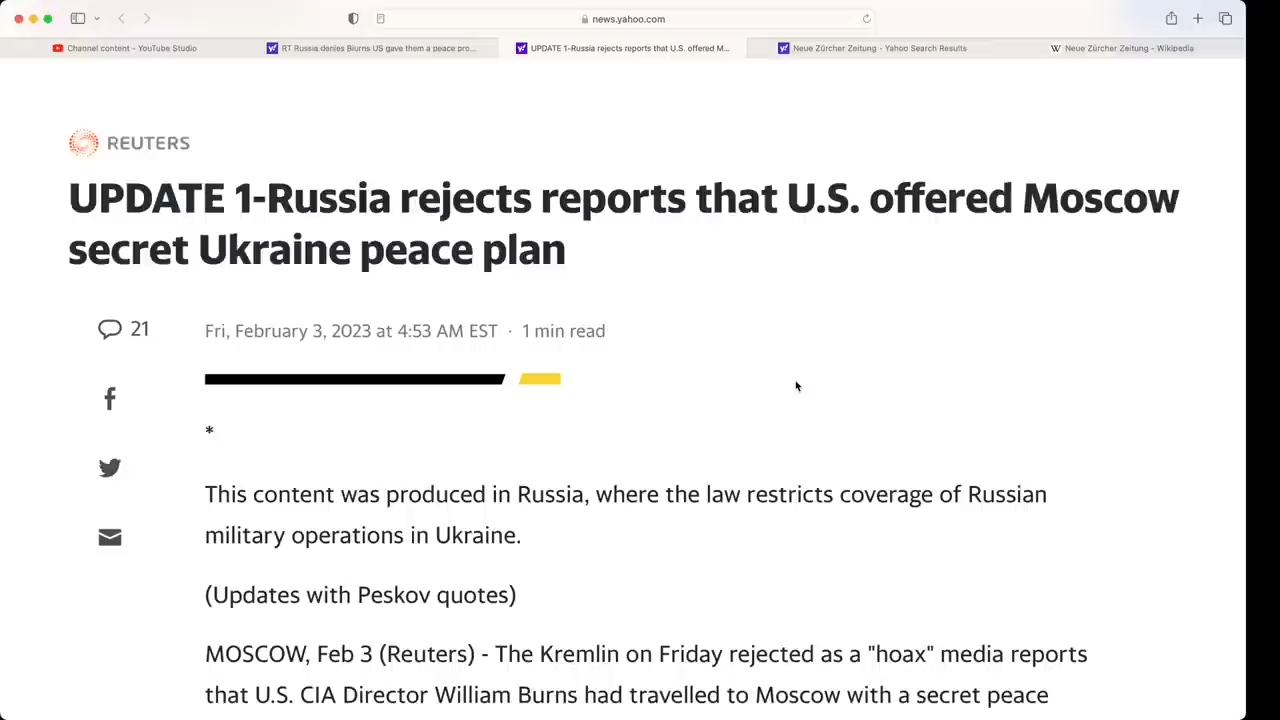 news.yahoo.com
Channel content - YouTube Studio
RT Russia denies Biurns US gave them a peace pro...
UPDATE 1-Russia rejects reports that U.S. offered M...
Neue Zürcher Zeitung - Yahoo Search Results
W Neue Zürcher Zeitung - Wikipedia
REUTERS
UPDATE 1-Russia rejects reports that U.S. offered Moscow
secret Ukraine peace plan
21
Fri, February 3, 2023 at 4:53 AM EST · 1 min read
*
This content was produced in Russia, where the law restricts coverage of Russian
military operations in Ukraine.
(Updates with Peskov quotes)
MOSCOW, Feb 3 (Reuters) - The Kremlin on Friday rejected as a "hoax" media reports
that U.S. CIA Director William Burns had travelled to Moscow with a secret peace